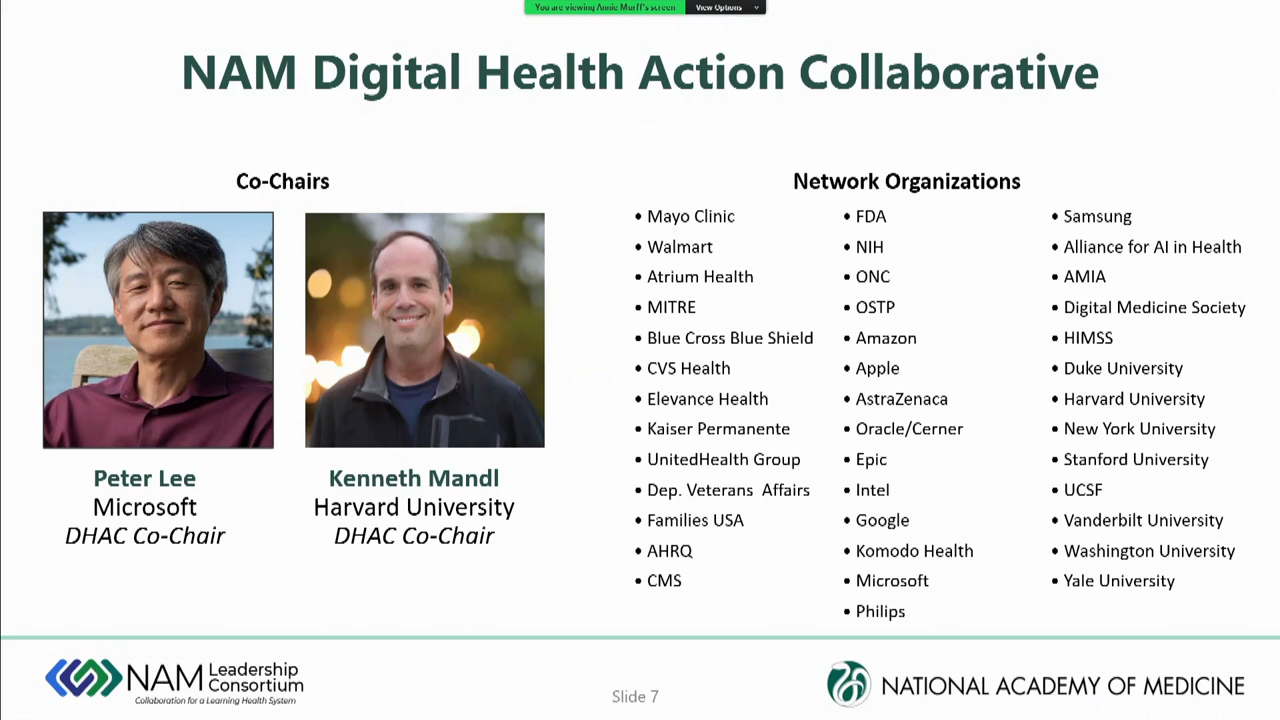 You are viewing Annie Murff's screen
View Options
NAM Digital Health Action Collaborative
Co-Chairs
Peter Lee
Microsoft
DHAC Co-Chair
Kenneth Mandl
Harvard University
DHAC Co-Chair
Network Organizations
• Mayo Clinic
• Walmart
• Atrium Health
• MITRE
• Blue Cross Blue Shield
• CVS Health
• Elevance Health
• Kaiser Permanente
• UnitedHealth Group
• Dep. Veterans Affairs
• Families USA
• AHRQ
• CMS
• FDA
• NIH
• ONC
• OSTP
• Amazon
• Apple
• AstraZenaca
• Oracle/Cerner
• Epic
• Intel
• Google
• Komodo Health
• Microsoft
• Philips
• Samsung
• Alliance for AI in Health
• AMIA
• Digital Medicine Society
• HIMSS
• Duke University
• Harvard University
• New York University
• Stanford University
• UCSF
• Vanderbilt University
• Washington University
• Yale University
NAM Leadership
Consortium
Collaboration for a Learning Health System
Slide 7
NATIONAL ACADEMY OF MEDICINE